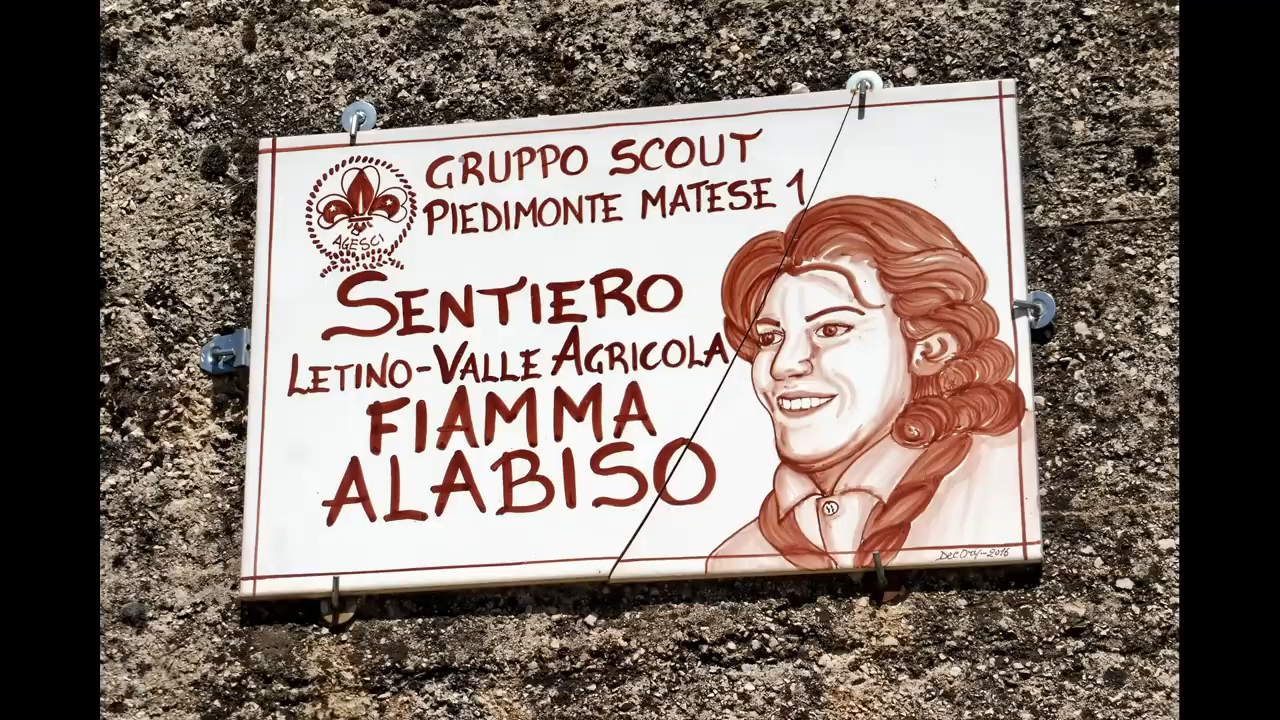 GRUPPO SCOUT
PIEDIMONTE MATESE 1
AGESCI
SENTIERO
LETINO-VALLE AGRICOLA
FIAMMA
ALABISO